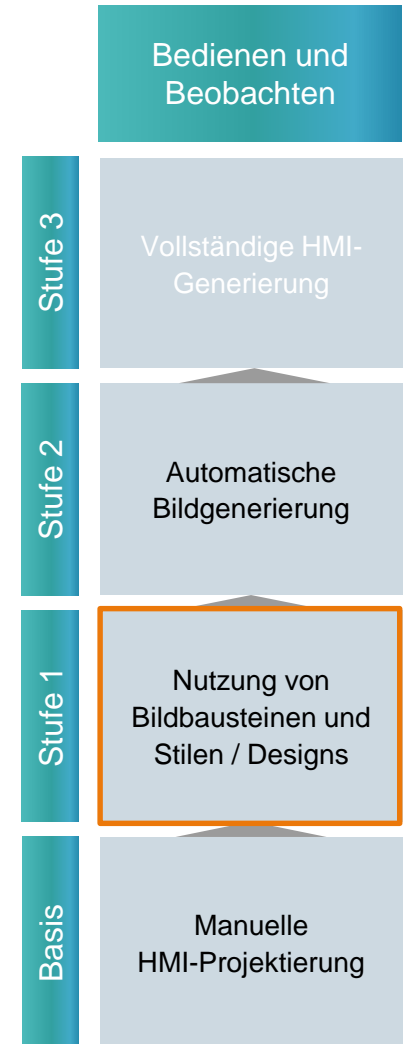 Bedienen und
Beobachten
Stufe 3
Vollständige HMI-
Generierung
Stufe 2
Automatische
Bildgenerierung
Stufe 1
Nutzung von
Bildbausteinen und
Stilen / Designs
Basis
Manuelle
HMI-Projektierung